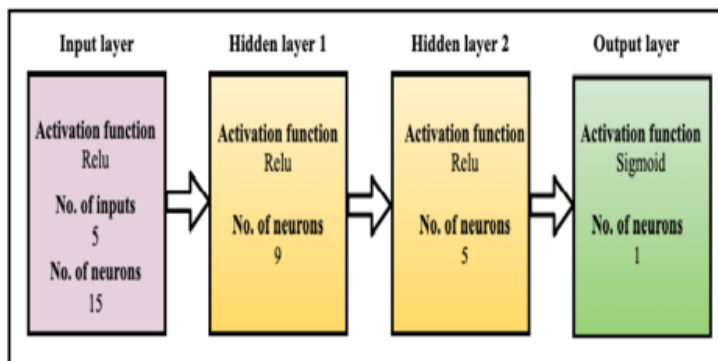 Input layer
Activation function
Relu
No. of inputs
5
No. of neurons
15
Hidden layer 1
Activation function
Relu
No. of neurons
9
Hidden layer 2
Activation function
Relu
No. of neurons
5
Output layer
Activation function
Sigmoid
No. of neurons
1